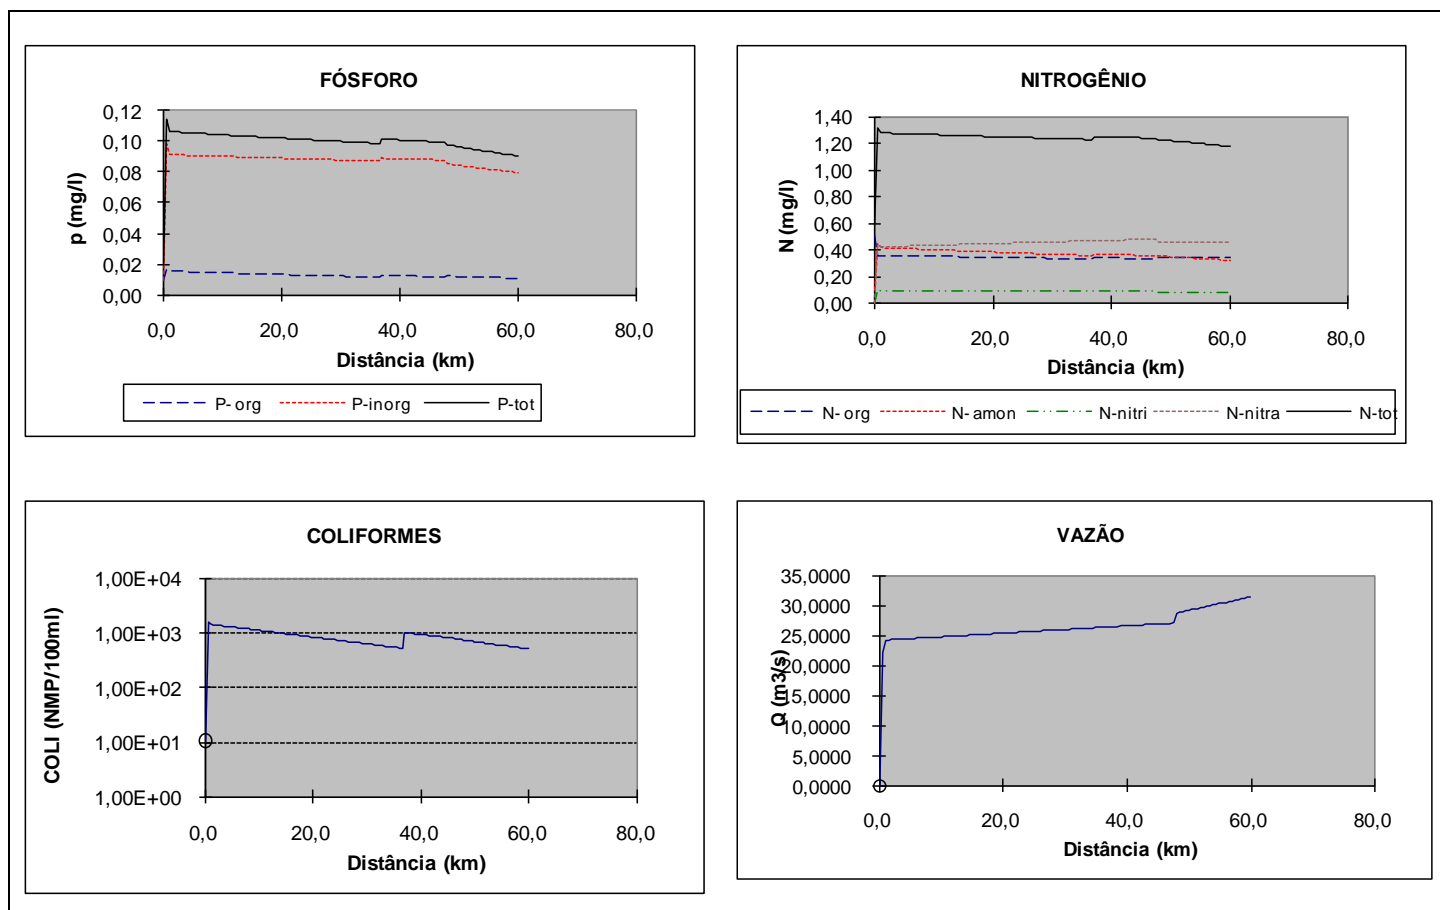 FÓSFORO
p (mg/l)
0,12
0,10
0,08
0,06
0,04
0,02
0,00
0,0 20,0 40,0 60,0 80,0
Distância (km)
P-org P-inorg P-tot
NITROGÊNIO
N (mg/l)
1,40
1,20
1,00
0,80
0,60
0,40
0,20
0,00
0,0 20,0 40,0 60,0 80,0
Distância (km)
N-org N-amon N-nitri N-nitra N-tot
COLIFORMES
COLI (NMP/100ml)
1,00E+04
1,00E+03
1,00E+02
1,00E+01
1,00E+00
0,0 20,0 40,0 60,0 80,0
Distância (km)
VAZÃO
Q (m3/s)
35,0000
30,0000
25,0000
20,0000
15,0000
10,0000
5,0000
0,0000
0,0 20,0 40,0 60,0 80,0
Distância (km)